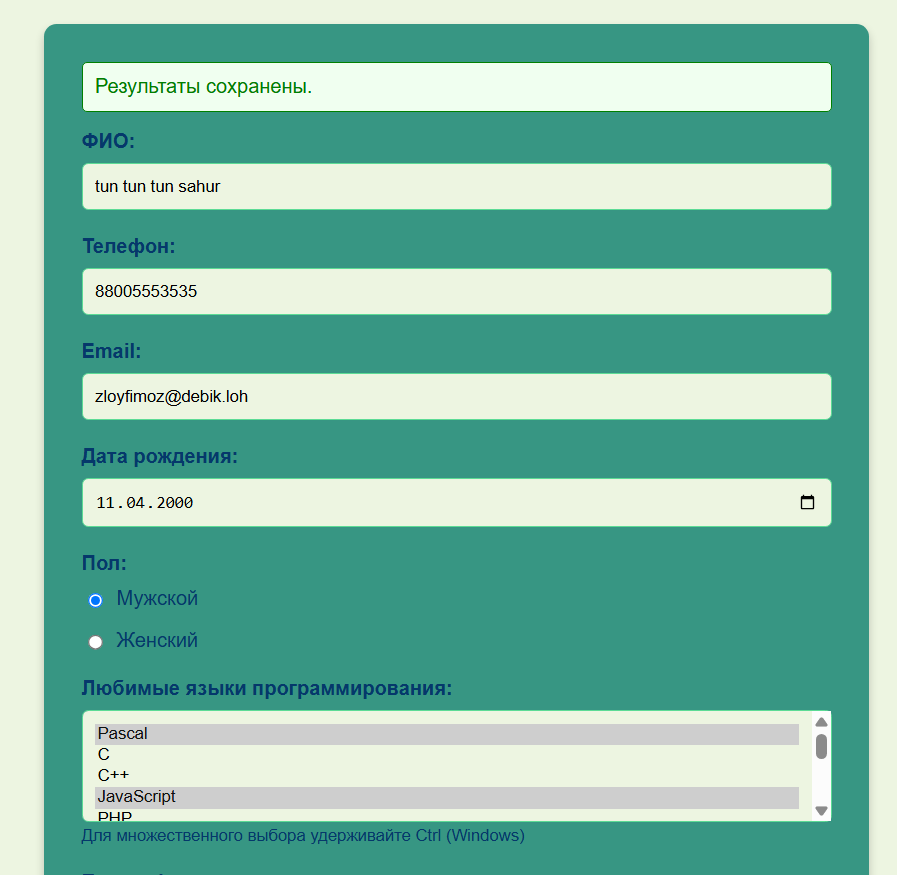 Результаты сохранены.
ФИО:
tun tun tun sahur
Телефон:
88005553535
Email:
zloyfimoz@debik.loh
Дата рождения:
11.04.2000
Пол:
Мужской
Женский
Любимые языки программирования:
Pascal
C
C++
JavaScript
PHP
Для множественного выбора удерживайте Ctrl (Windows)